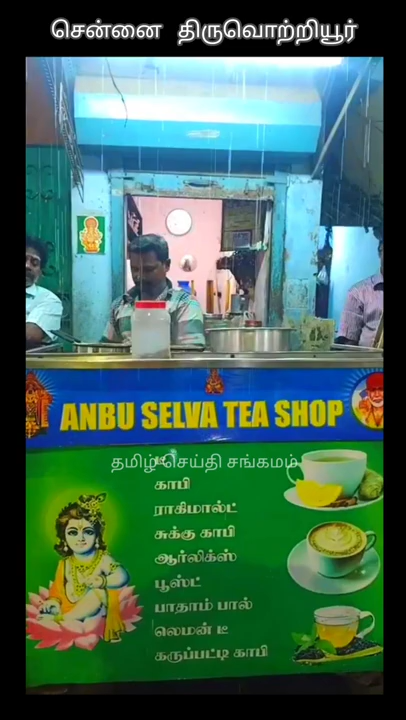 சென்னை திருவொற்றியூர்
ANBU SELVA TEA SHOP
டீ
தமிழ் செய்தி சங்கமம்
காபி
ராகிமால்ட்
சுக்கு காபி
ஆர்லிக்ஸ்
பூஸ்ட்
பாதாம் பால்
லெமன் டீ
கருப்பட்டி காபி